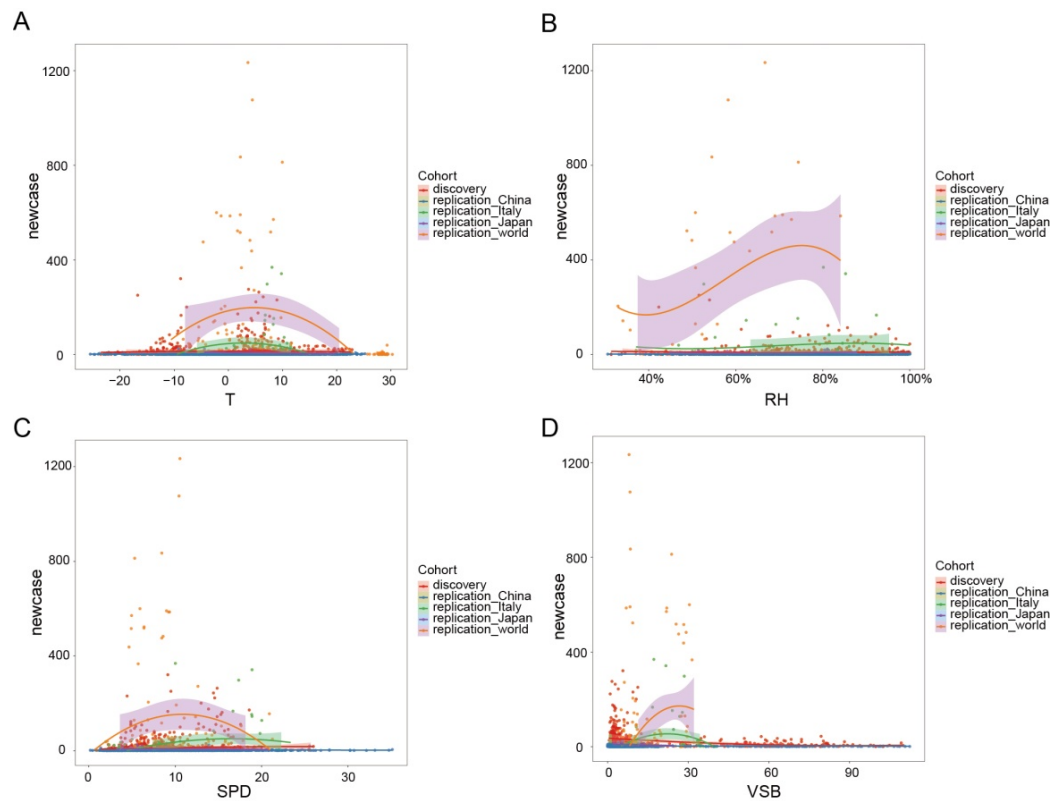 A
1200
800
400
0
newcase
−20
−10
0
10
20
30
T
Cohort
discovery
replication_China
replication_Italy
replication_Japan
replication_world
B
1200
800
400
0
newcase
40%
60%
80%
100%
RH
Cohort
discovery
replication_China
replication_Italy
replication_Japan
replication_world
C
1200
800
400
0
newcase
0
10
20
30
SPD
Cohort
discovery
replication_China
replication_Italy
replication_Japan
replication_world
D
1200
800
400
0
newcase
0
30
60
90
VSB
Cohort
discovery
replication_China
replication_Italy
replication_Japan
replication_world